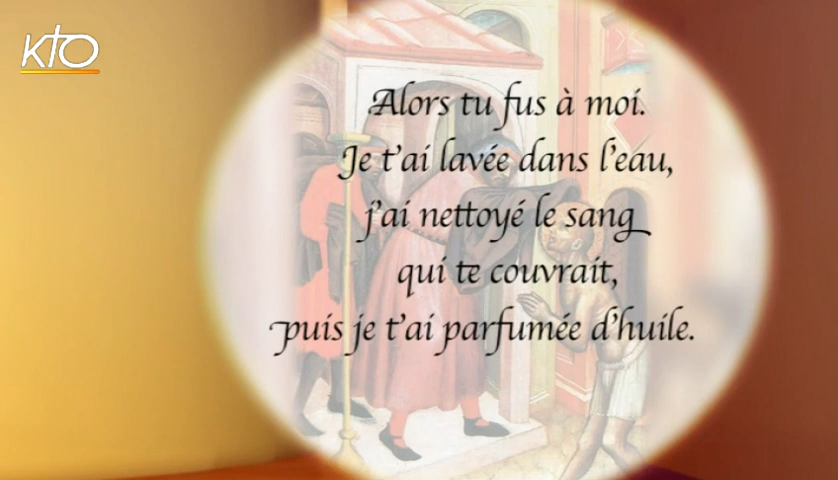 KTO
Alors tu fus à moi.
Je t'ai lavée dans l'eau,
j'ai nettoyé le sang
qui te couvrait,
puis je t'ai parfumée d'huile.